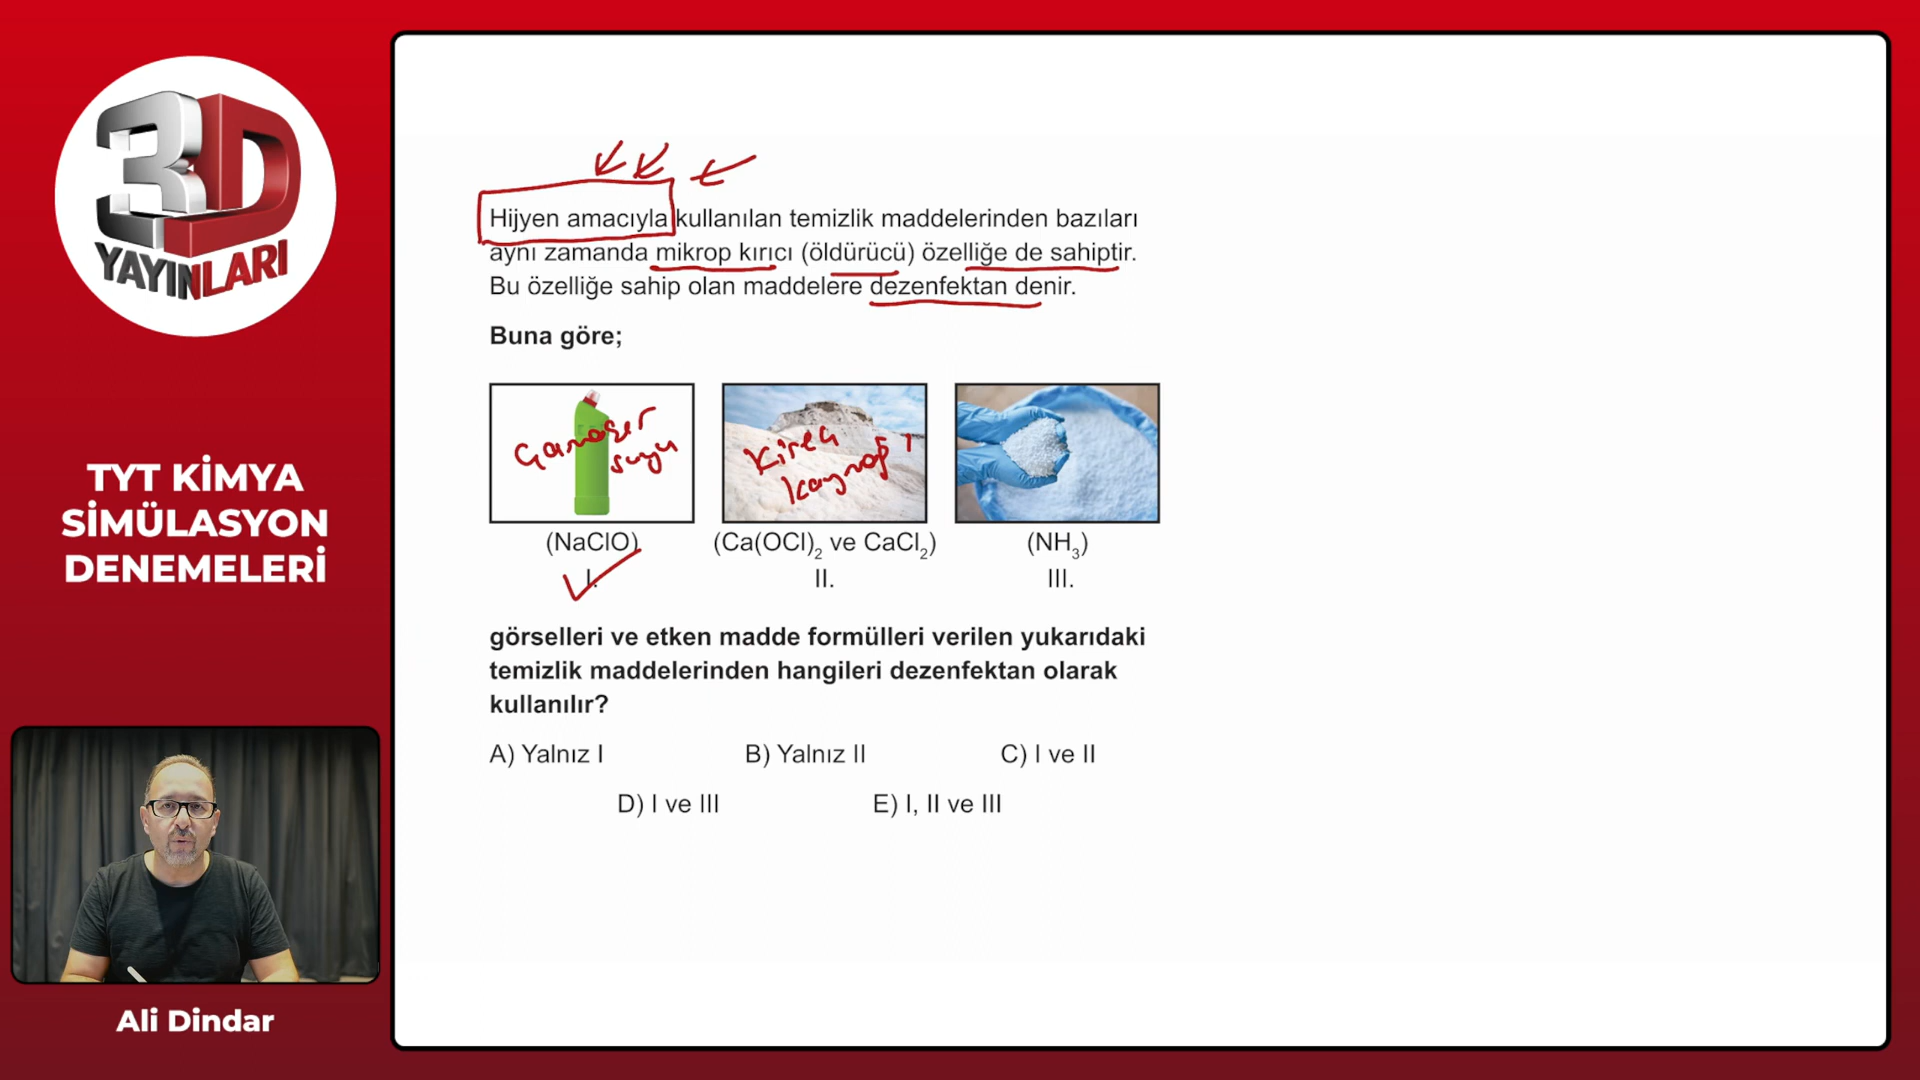 3D
YAYINLARI
TYT KİMYA
SİMÜLASYON
DENEMELERİ
Ali Dindar
Hijyen amacıyla kullanılan temizlik maddelerinden bazıları
aynı zamanda mikrop kırıcı (öldürücü) özelliğe de sahiptir.
Bu özelliğe sahip olan maddelere dezenfektan denir.
Buna göre;
Çamaşır
suyu
Kireç
kaymağı
(NaClO) (Ca(OCl)₂ ve CaCl₂) (NH₃)
I. II. III.
görselleri ve etken madde formülleri verilen yukarıdaki
temizlik maddelerinden hangileri dezenfektan olarak
kullanılır?
A) Yalnız I B) Yalnız II C) I ve II
D) I ve III E) I, II ve III